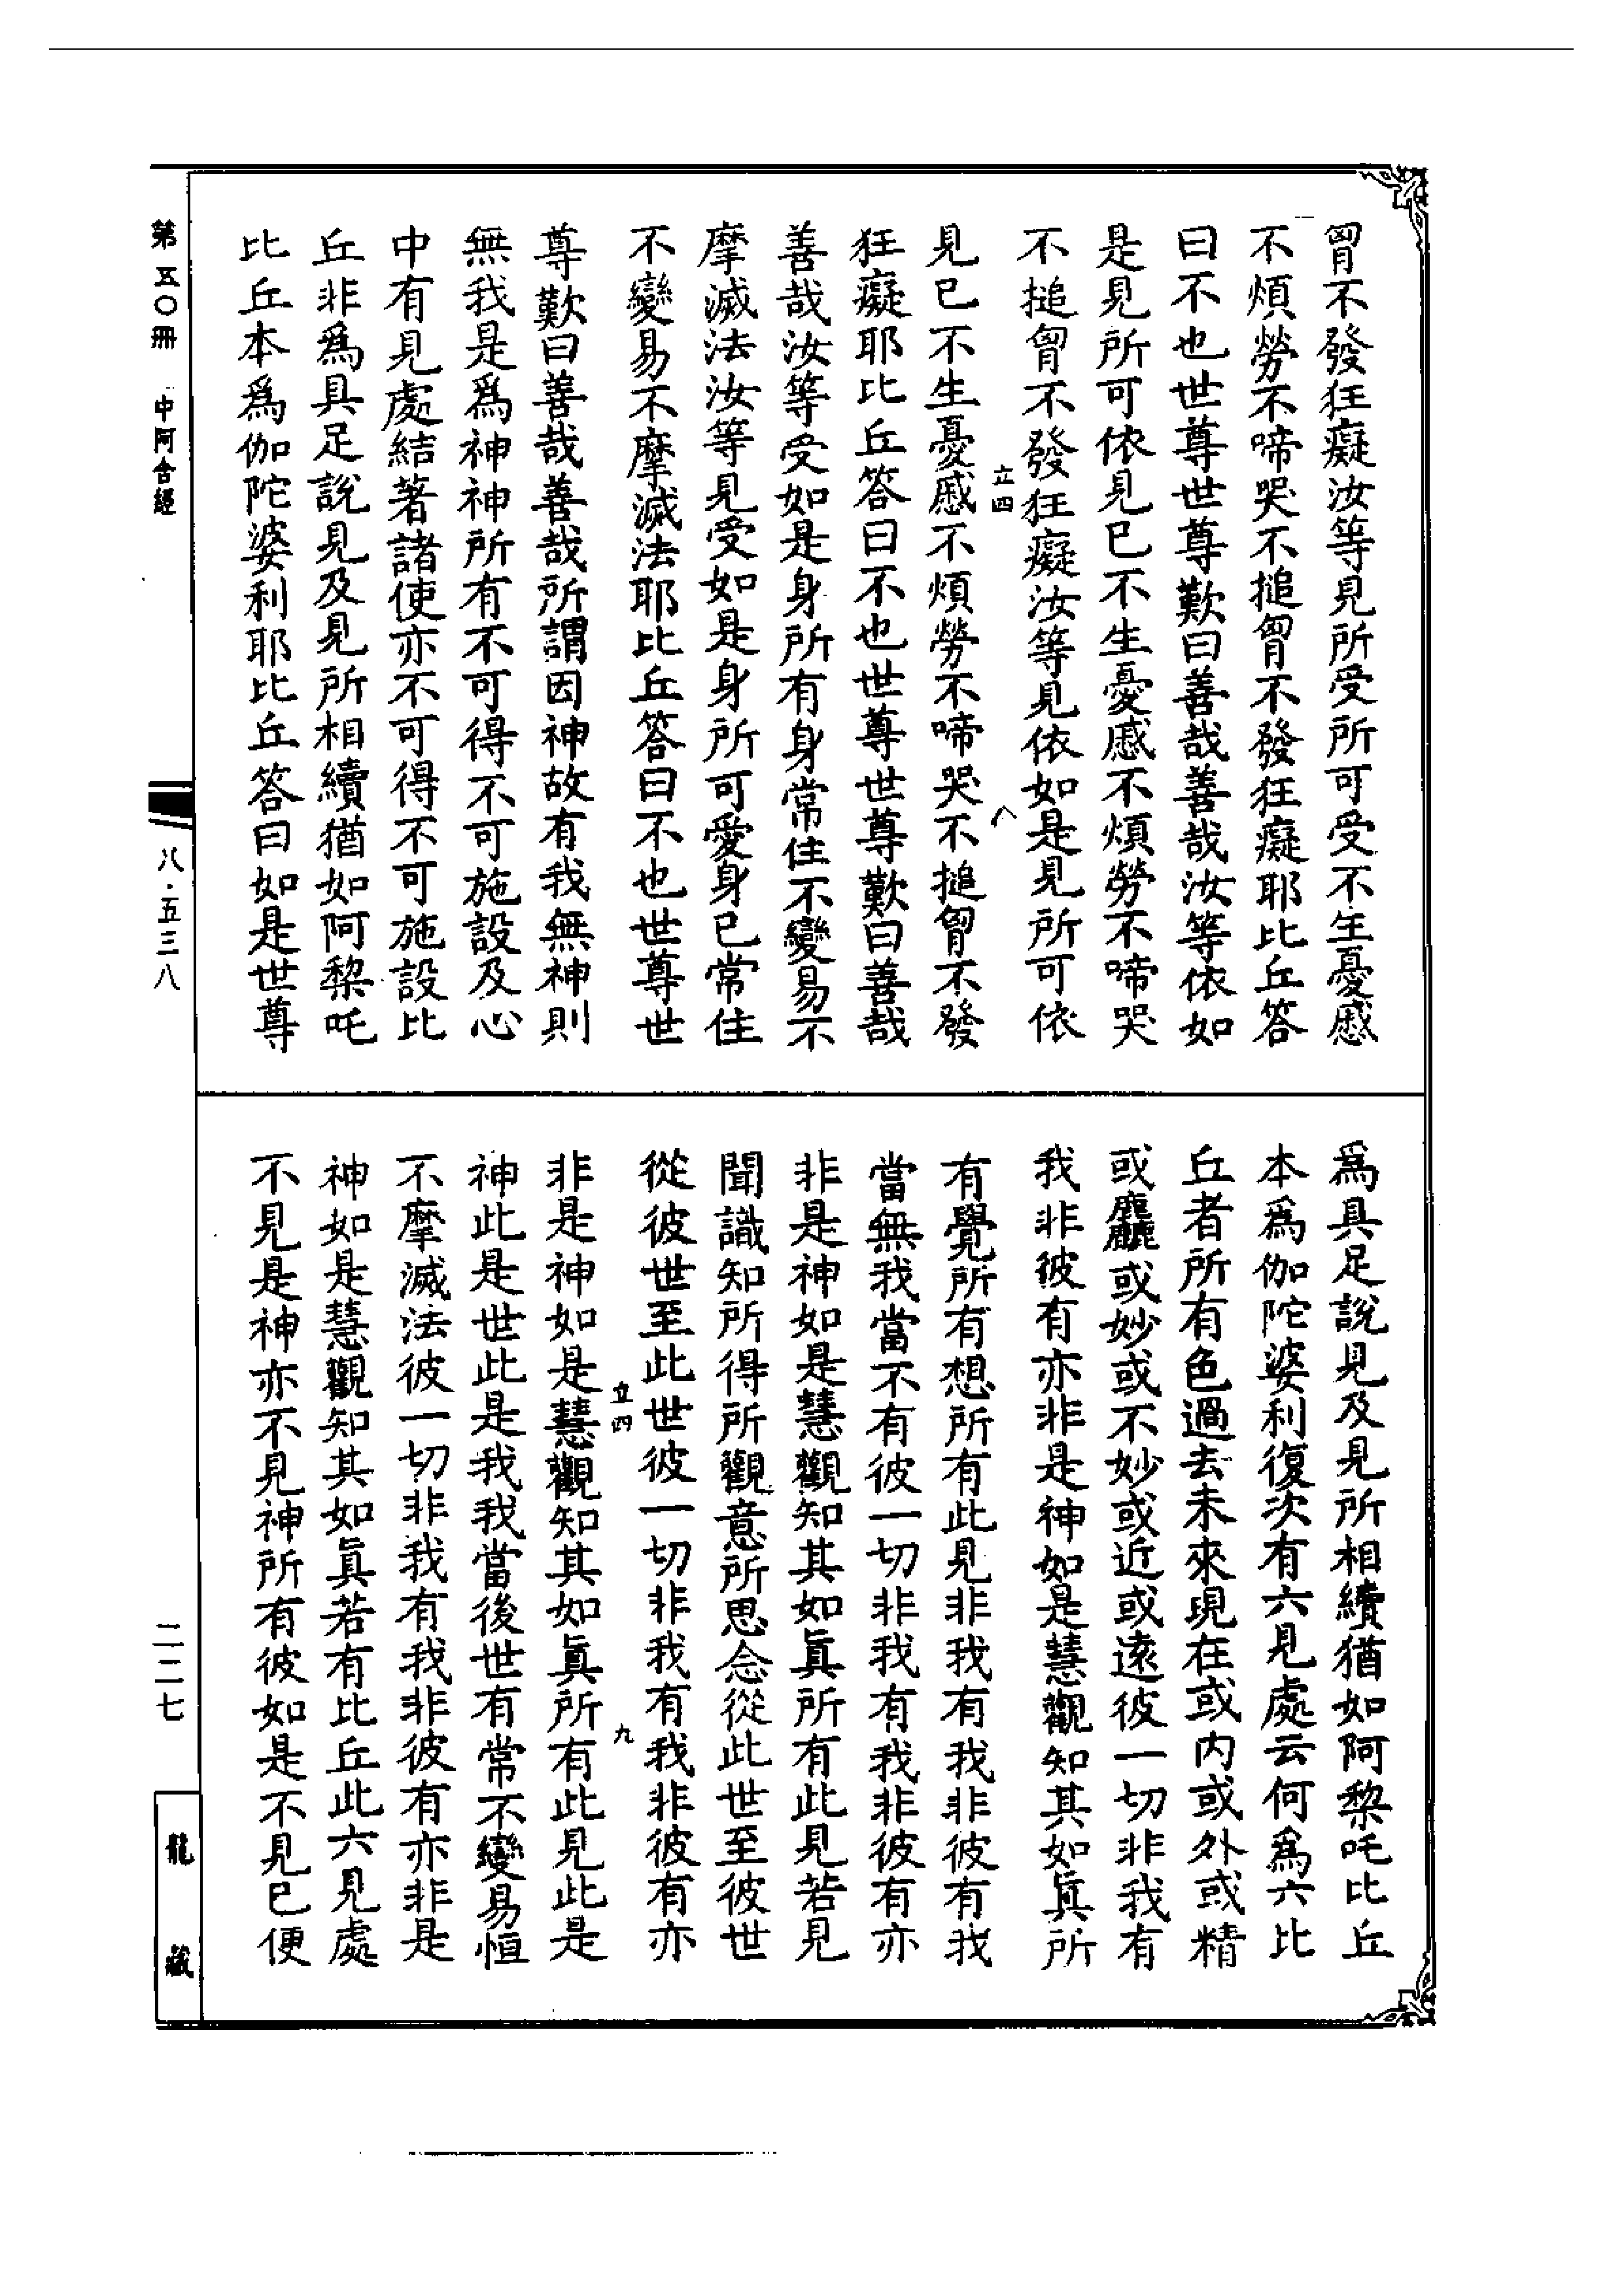 胷不發狂癡汝等見所受所可受不生憂慼
不煩勞不啼哭不搥胷不發狂癡耶比丘答
曰不也世尊世尊歎曰善哉善哉汝等依如
是見所可依見已不生憂慼不煩勞不啼哭
不搥胷不發狂癡汝等見依如是見所可依
立四
八
見已不生憂慼不煩勞不啼哭不搥胷不發
狂癡耶比丘答曰不也世尊世尊歎曰善哉
善哉汝等受如是身所有身常住不變易不
摩滅法汝等見受如是身所可愛身已常住
不變易不摩滅法耶比丘答曰不也世尊世
尊歎曰善哉善哉所謂因神故有我無神則
無我是爲神神所有不可得不可施設及心
中有見處結著諸使亦不可得不可施設比
丘非爲具足說見及見所相續猶如阿棃吒
比丘本爲伽陀婆利耶比丘答曰如是世尊
爲具足說見及見所相續猶如阿棃吒比丘
本爲伽陀婆利復次有六見處云何爲六比
丘者所有色過去未來現在或內或外或精
或麤或妙或不妙或近或遠彼一切非我有
我非彼有亦非是神如是慧觀知其如眞所
有覺所有想所有此見非我有我非彼有我
當無我當不有彼一切非我有我非彼有亦
非是神如是慧觀知其如眞所有此見若見
聞識知所得所觀意所思念從此世至彼世
從彼世至此世彼一切非我有我非彼有亦
立四
九
非是神如是慧觀知其如眞所有此見此是
神此是世此是我我當後世有常不變易恒
不摩滅法彼一切非我有我非彼有亦非是
神如是慧觀知其如眞若有比丘此六見處
不見是神亦不見神所有彼如是不見已便
第五〇冊 中阿含經
八·五三八
二二七
龍藏